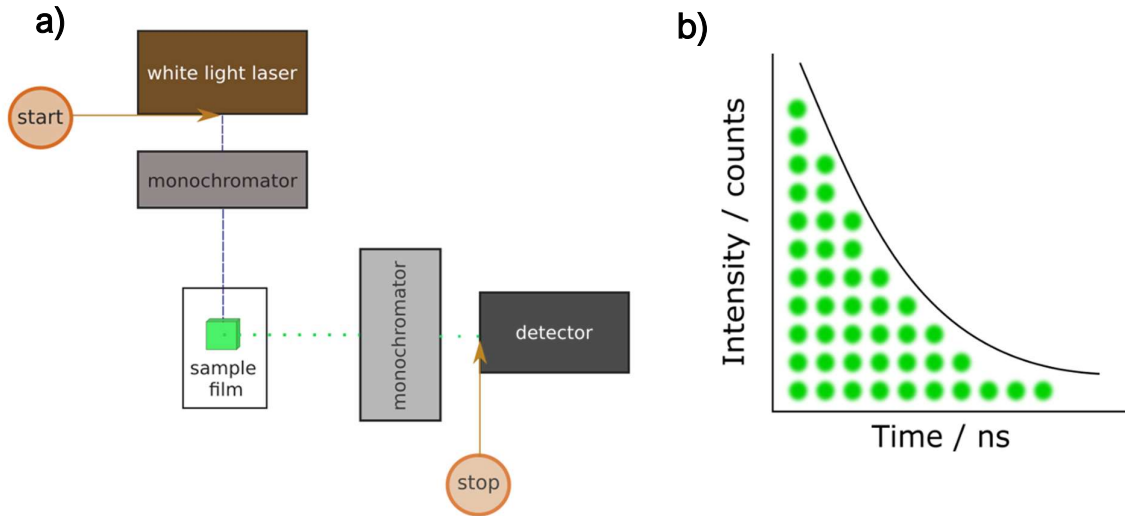 a)
white light laser
start
monochromator
monochromator
sample
film
detector
stop
b)
Intensity / counts
Time / ns